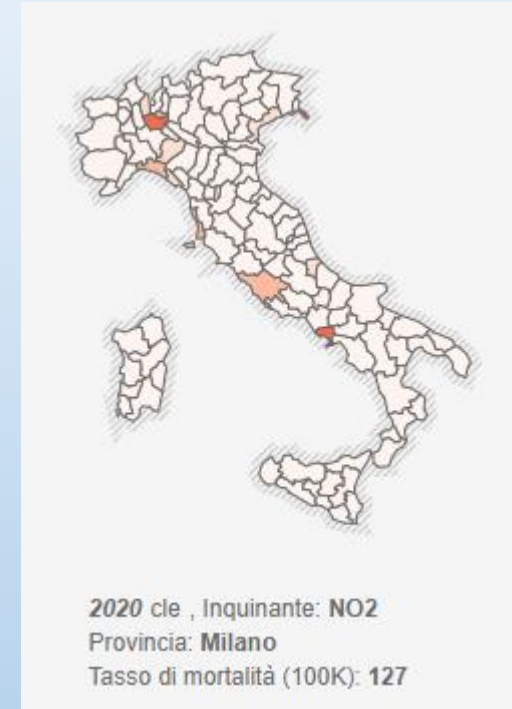 2020 cle , Inquinante: NO2
Provincia: Milano
Tasso di mortalità (100K): 127